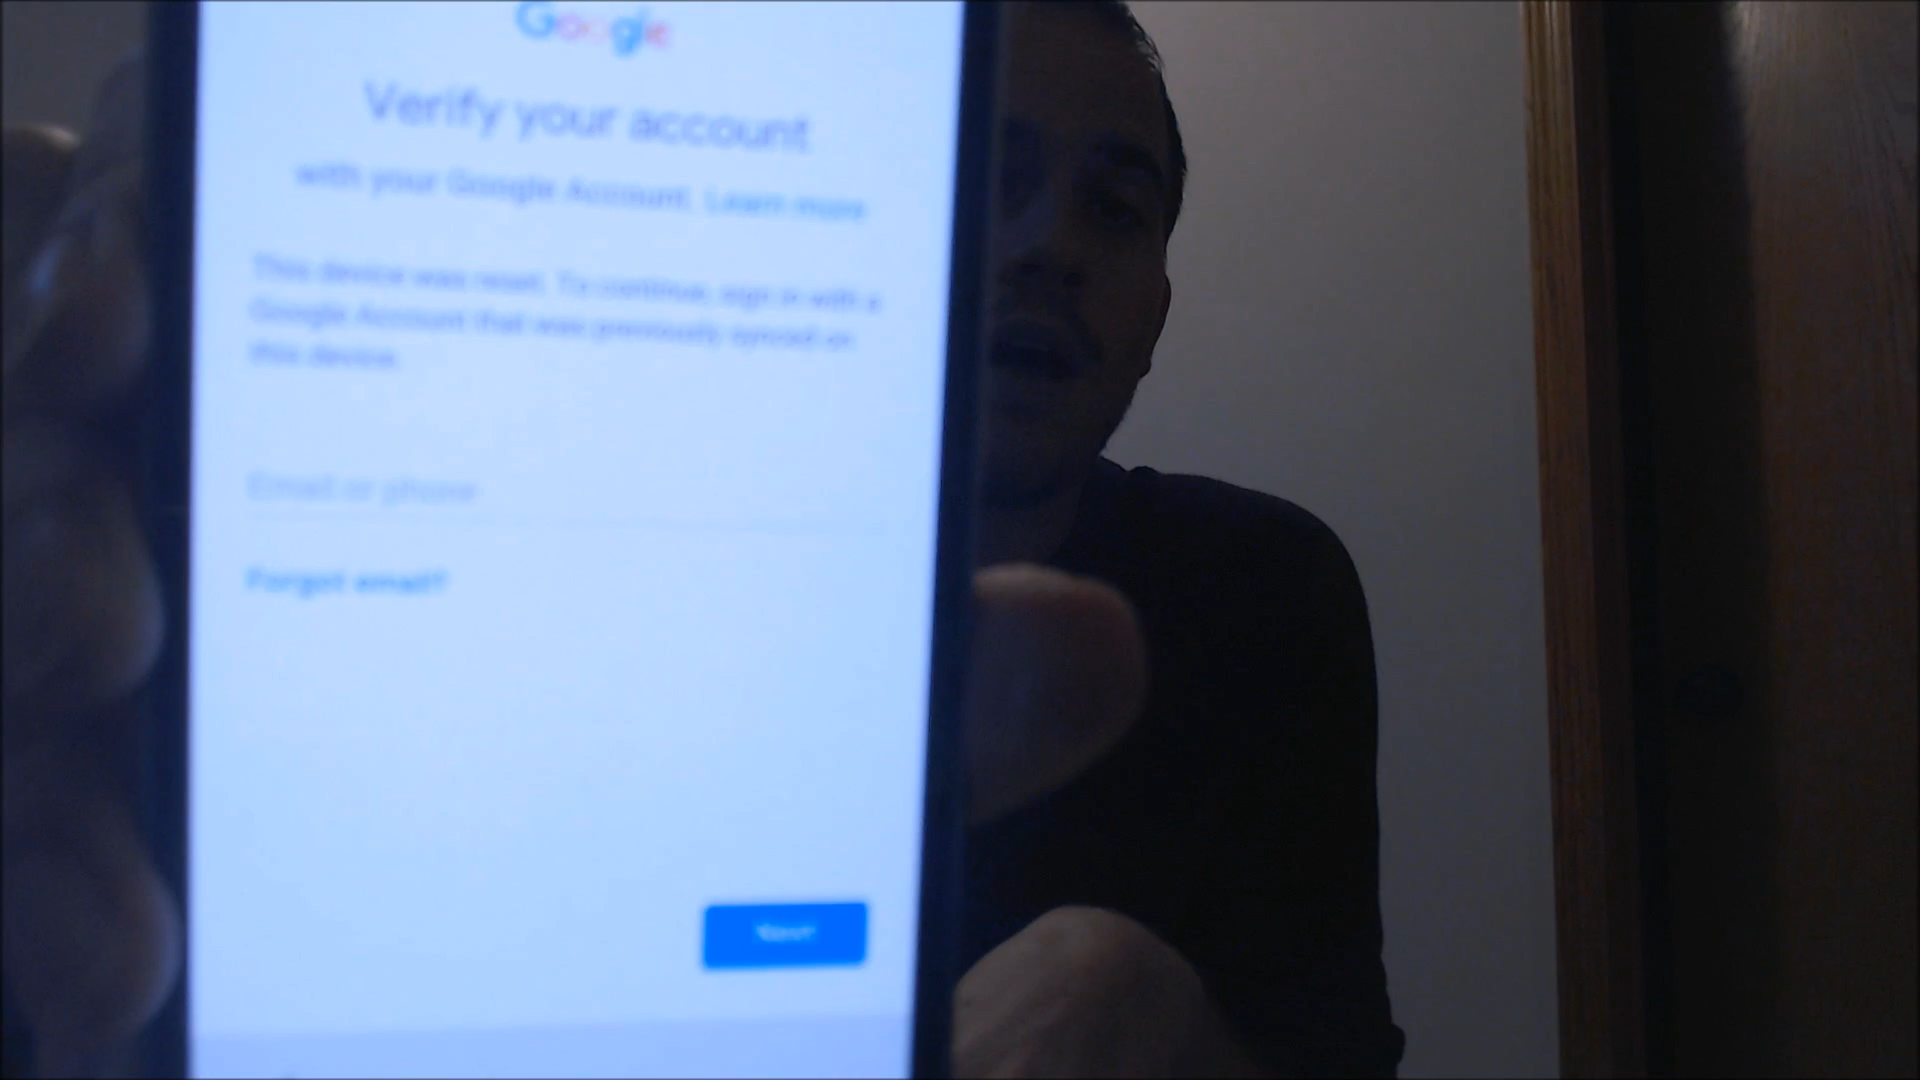 Google
Verify your account
with your Google Account. Learn more
This device was reset. To continue, sign in with a
Google Account that was previously synced on
this device.
Email or phone
Forgot email?
Next